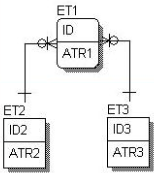 ET1
ID
ATR1
ET2
ID2
ATR2
ET3
ID3
ATR3